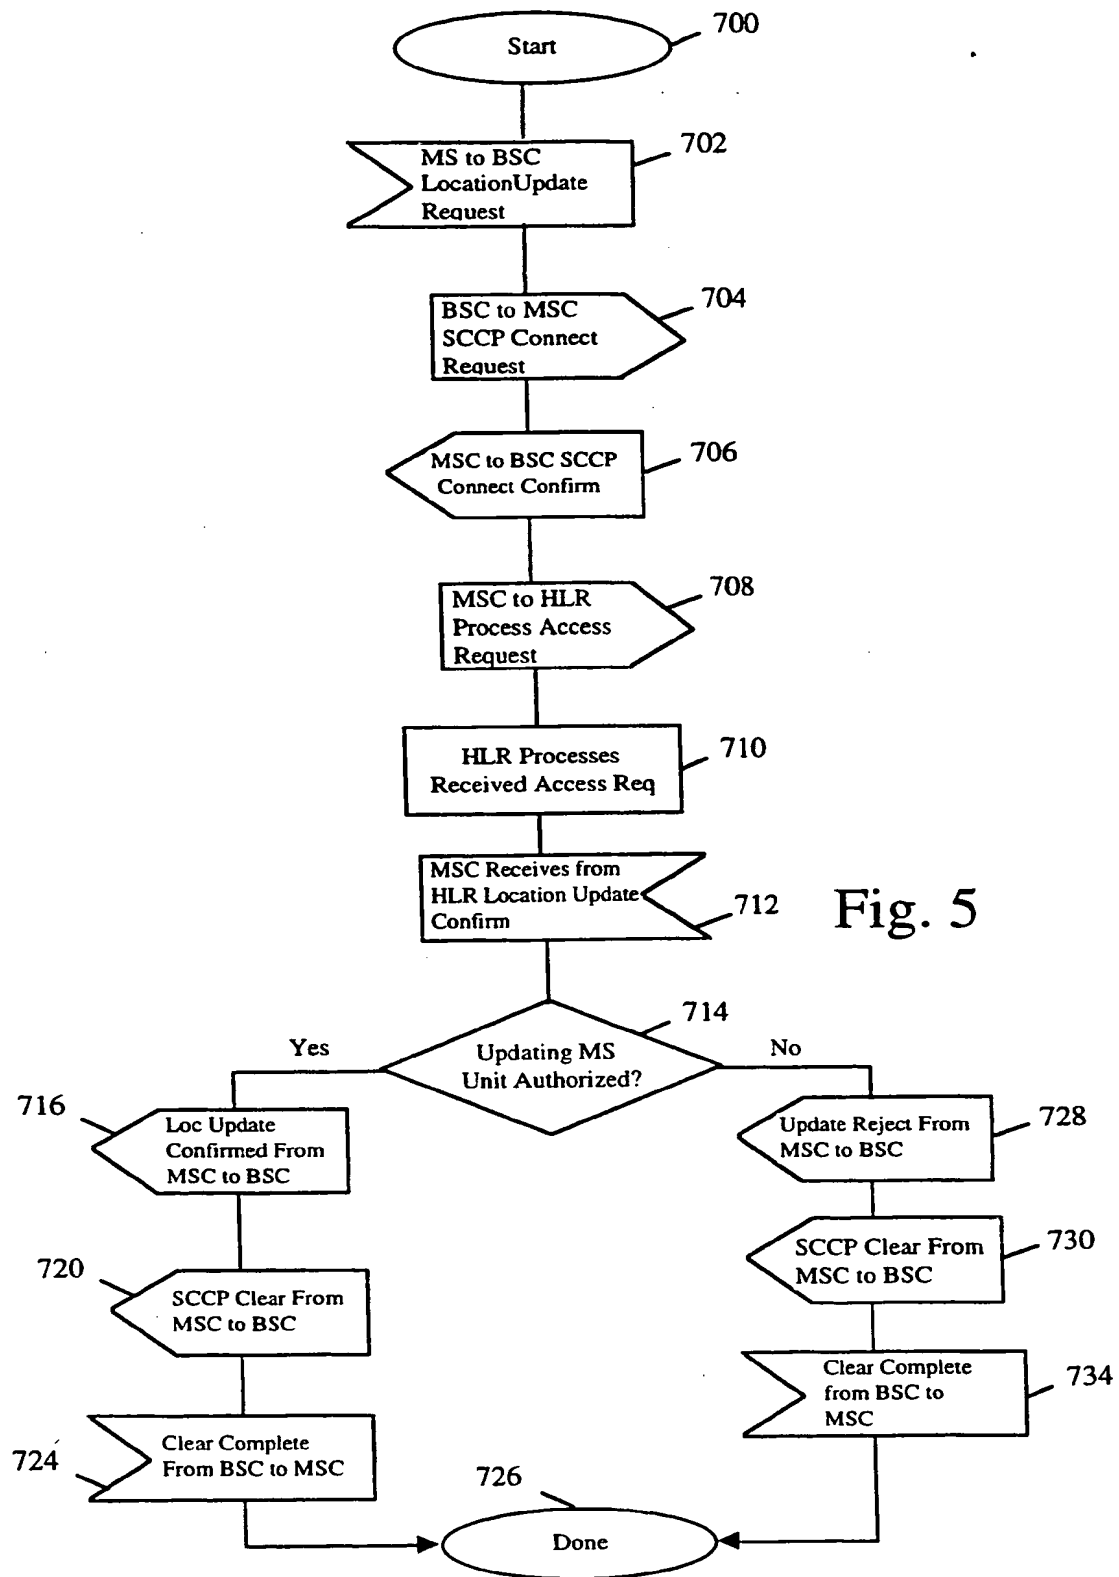 Start
700
MS to BSC
LocationUpdate
Request
702
BSC to MSC
SCCP Connect
Request
704
MSC to BSC SCCP
Connect Confirm
706
MSC to HLR
Process Access
Request
708
HLR Processes
Received Access Req
710
MSC Receives from
HLR Location Update
Confirm
712
Fig. 5
714
Updating MS
Unit Authorized?
Yes
No
716
Loc Update
Confirmed From
MSC to BSC
Update Reject From
MSC to BSC
728
720
SCCP Clear From
MSC to BSC
SCCP Clear From
MSC to BSC
730
724
Clear Complete
From BSC to MSC
Clear Complete
from BSC to
MSC
734
726
Done